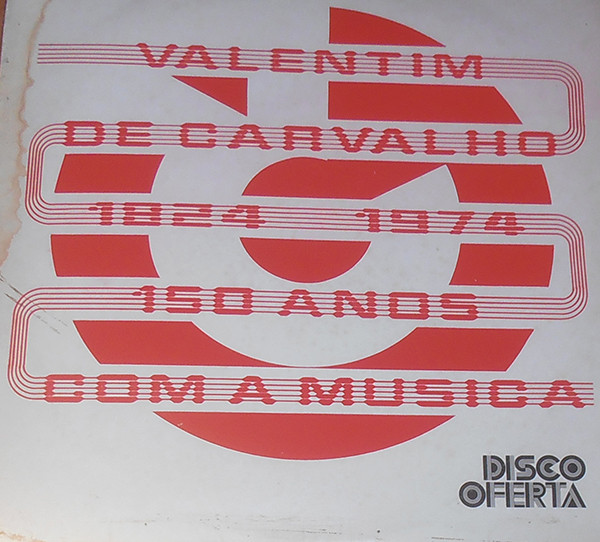 VALENTIM
DE CARVALHO
1824 1974
150 ANOS
COM A MUSICA
DISCO
OFERTA